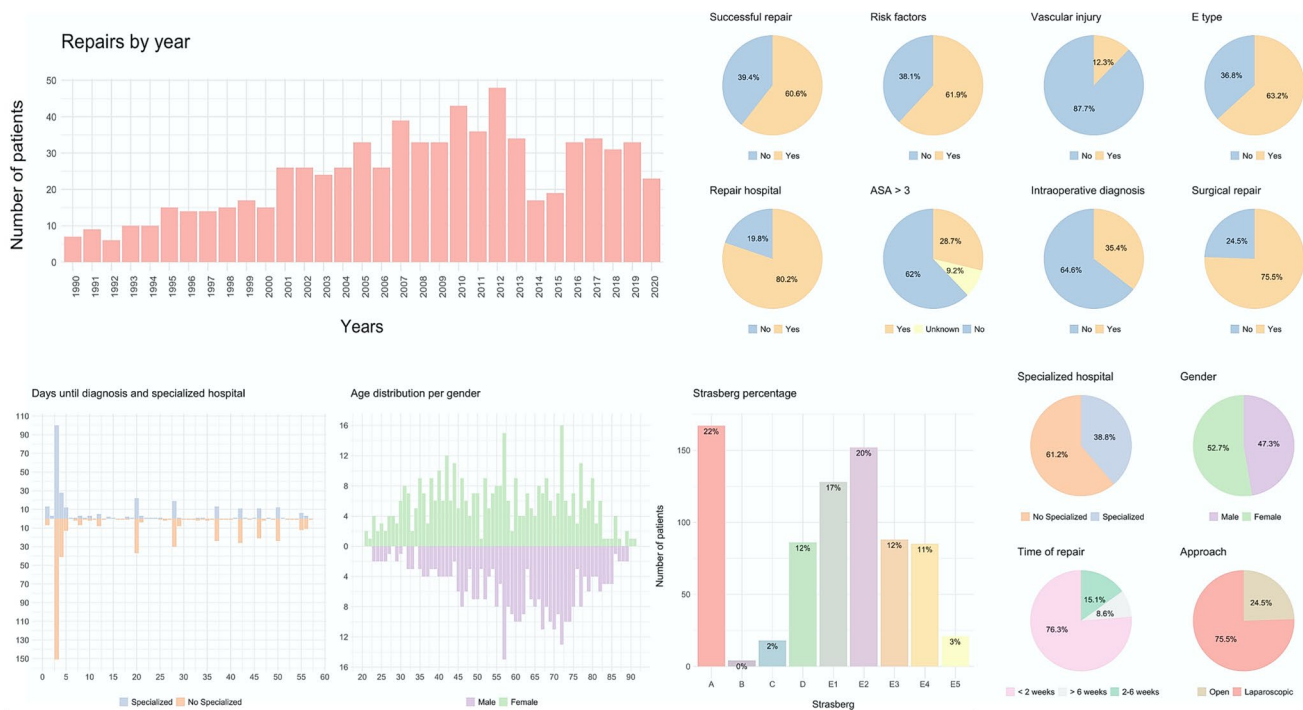 Repairs by year
Number of patients
50
40
30
20
10
0
1990 1991 1992 1993 1994 1995 1996 1997 1998 1999 2000 2001 2002 2003 2004 2005 2006 2007 2008 2009 2010 2011 2012 2013 2014 2015 2016 2017 2018 2019 2020
Years
Successful repair
39.4%
60.6%
No Yes
Risk factors
38.1%
61.9%
No Yes
Vascular injury
12.3%
87.7%
No Yes
E type
36.8%
63.2%
No Yes
Repair hospital
19.8%
80.2%
No Yes
ASA > 3
28.7%
9.2%
62%
Yes Unknown No
Intraoperative diagnosis
35.4%
64.6%
No Yes
Surgical repair
24.5%
75.5%
No Yes
Days until diagnosis and specialized hospital
110
90
70
50
30
10
10
30
50
70
90
110
130
150
0 5 10 15 20 25 30 35 40 45 50 55 60
Specialized No Specialized
Age distribution per gender
16
12
8
4
0
4
8
12
16
20 25 30 35 40 45 50 55 60 65 70 75 80 85 90
Male Female
Strasberg percentage
Number of patients
150
100
50
0
22%
0%
2%
12%
17%
20%
12%
11%
3%
A B C D E1 E2 E3 E4 E5
Strasberg
Specialized hospital
38.8%
61.2%
No Specialized Specialized
Gender
52.7%
47.3%
Male Female
Time of repair
15.1%
8.6%
76.3%
< 2 weeks > 6 weeks 2-6 weeks
Approach
24.5%
75.5%
Open Laparoscopic